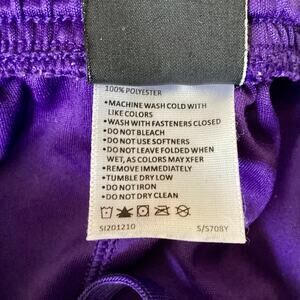 100% POLYESTER
•MACHINE WASH COLD WITH
LIKE COLORS
•WASH WITH FASTENERS CLOSED
•DO NOT BLEACH
•DO NOT USE SOFTNERS
•DO NOT LEAVE FOLDED WHEN
WET, AS COLORS MAY XFER
•REMOVE IMMEDIATELY
•TUMBLE DRY LOW
•DO NOT IRON
•DO NOT DRY CLEAN
SI201210 S/S708Y